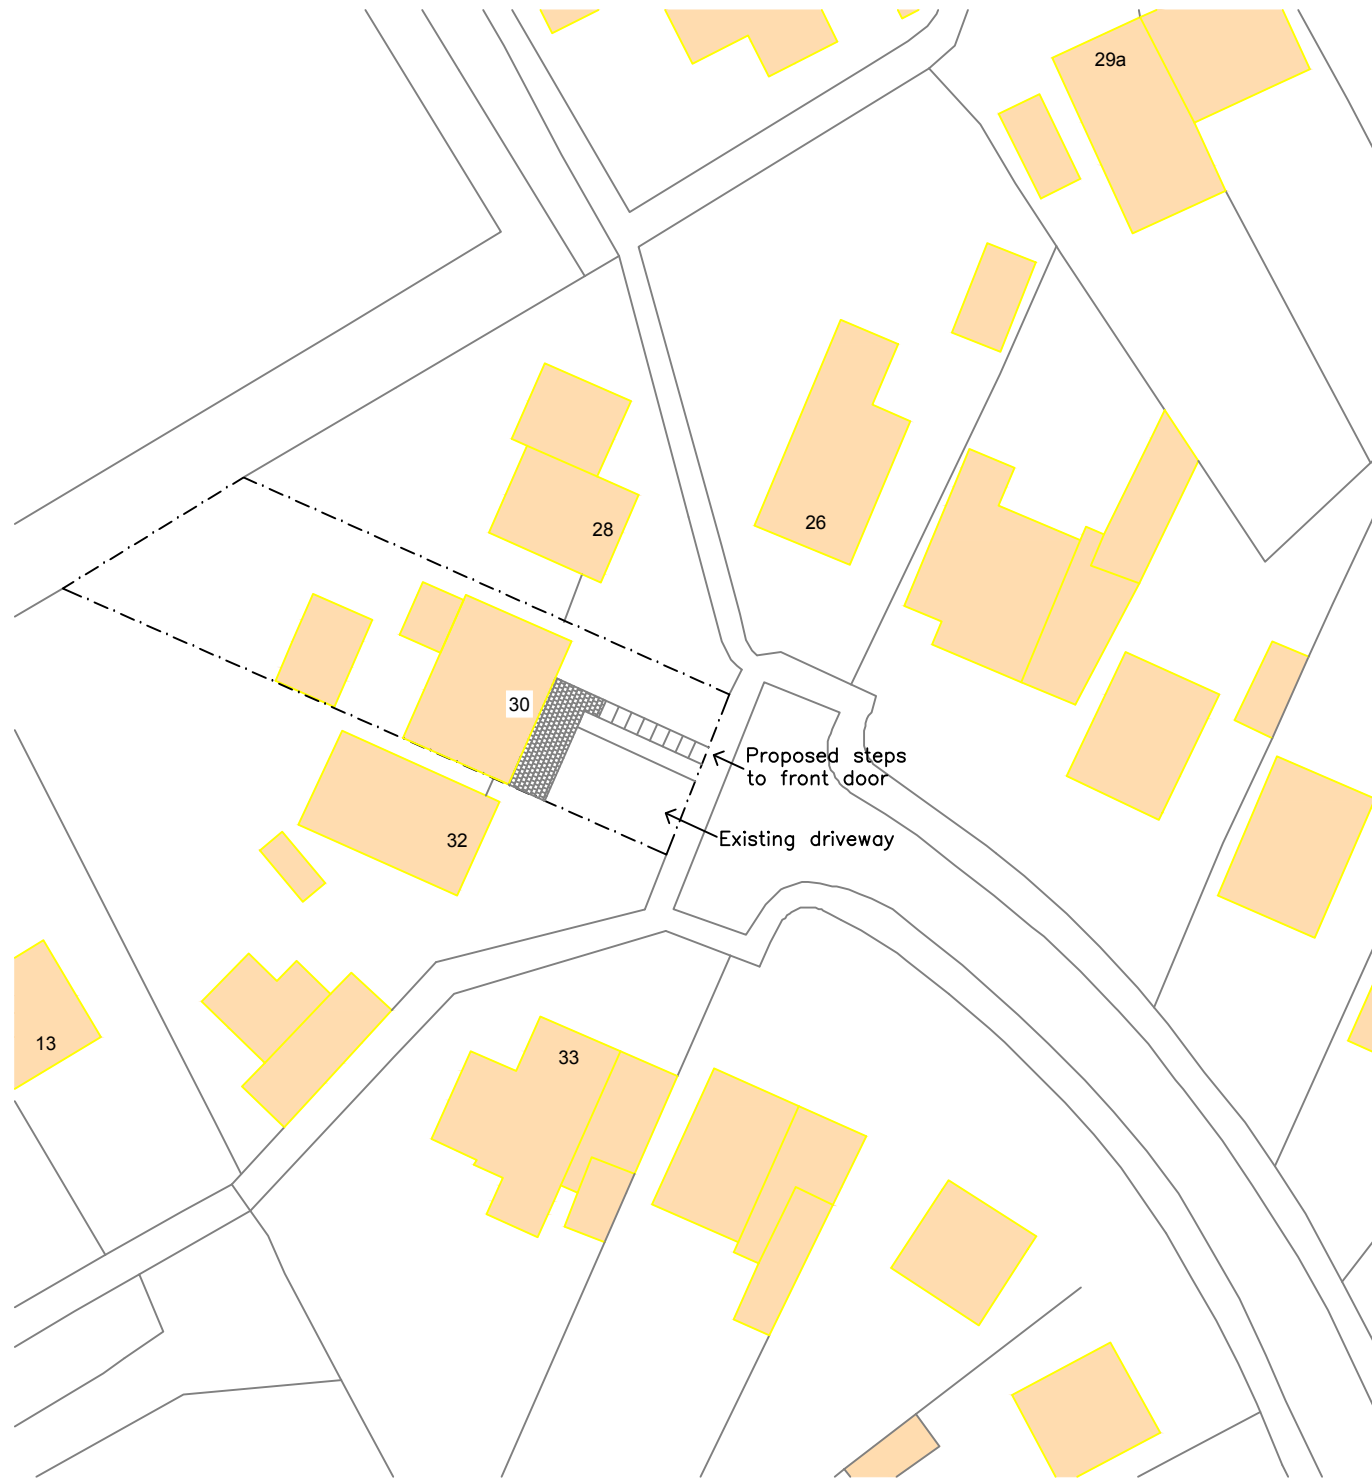 29a
28
26
30
Proposed steps
to front door
32
Existing driveway
13
33